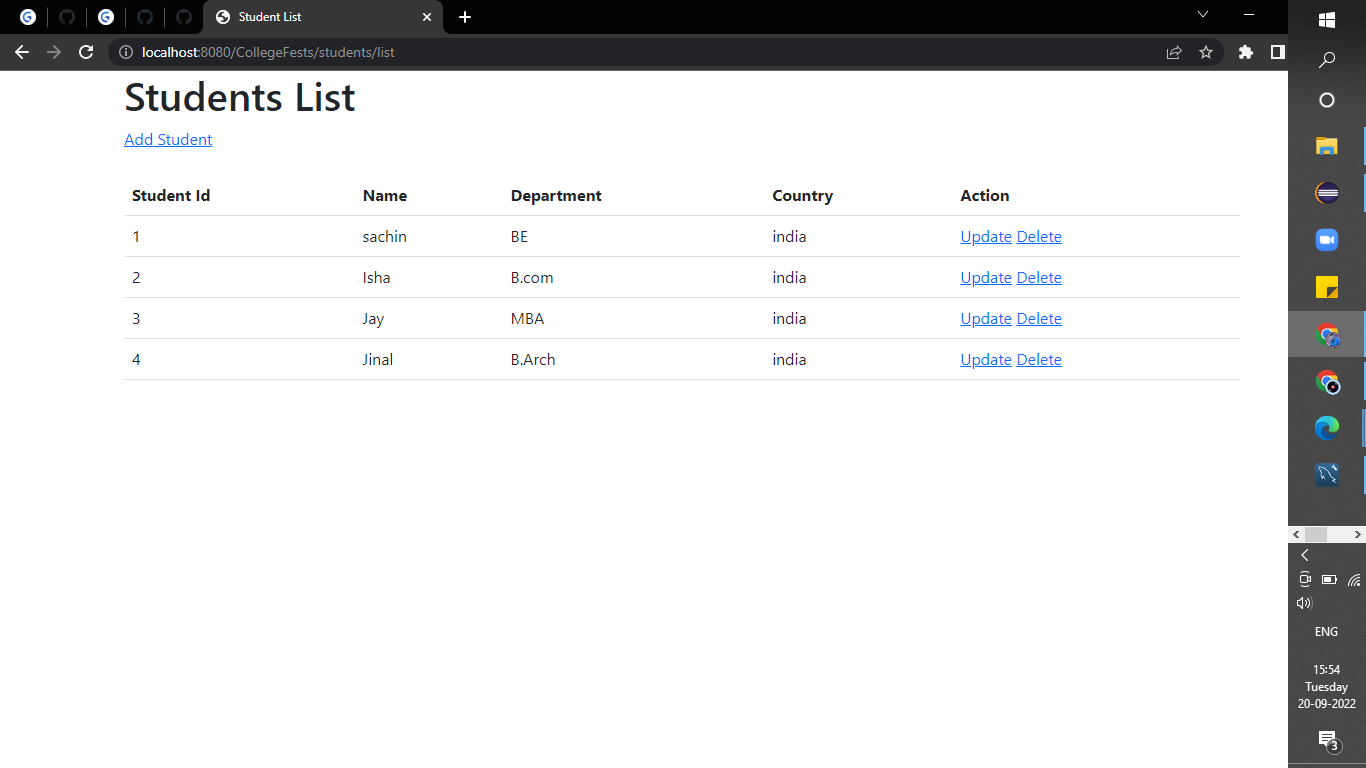 Student List
localhost:8080/CollegeFests/students/list
Students List
Add Student
Student Id Name Department Country Action
1 sachin BE india Update Delete
2 Isha B.com india Update Delete
3 Jay MBA india Update Delete
4 Jinal B.Arch india Update Delete
ENG
15:54
Tuesday
20-09-2022
3